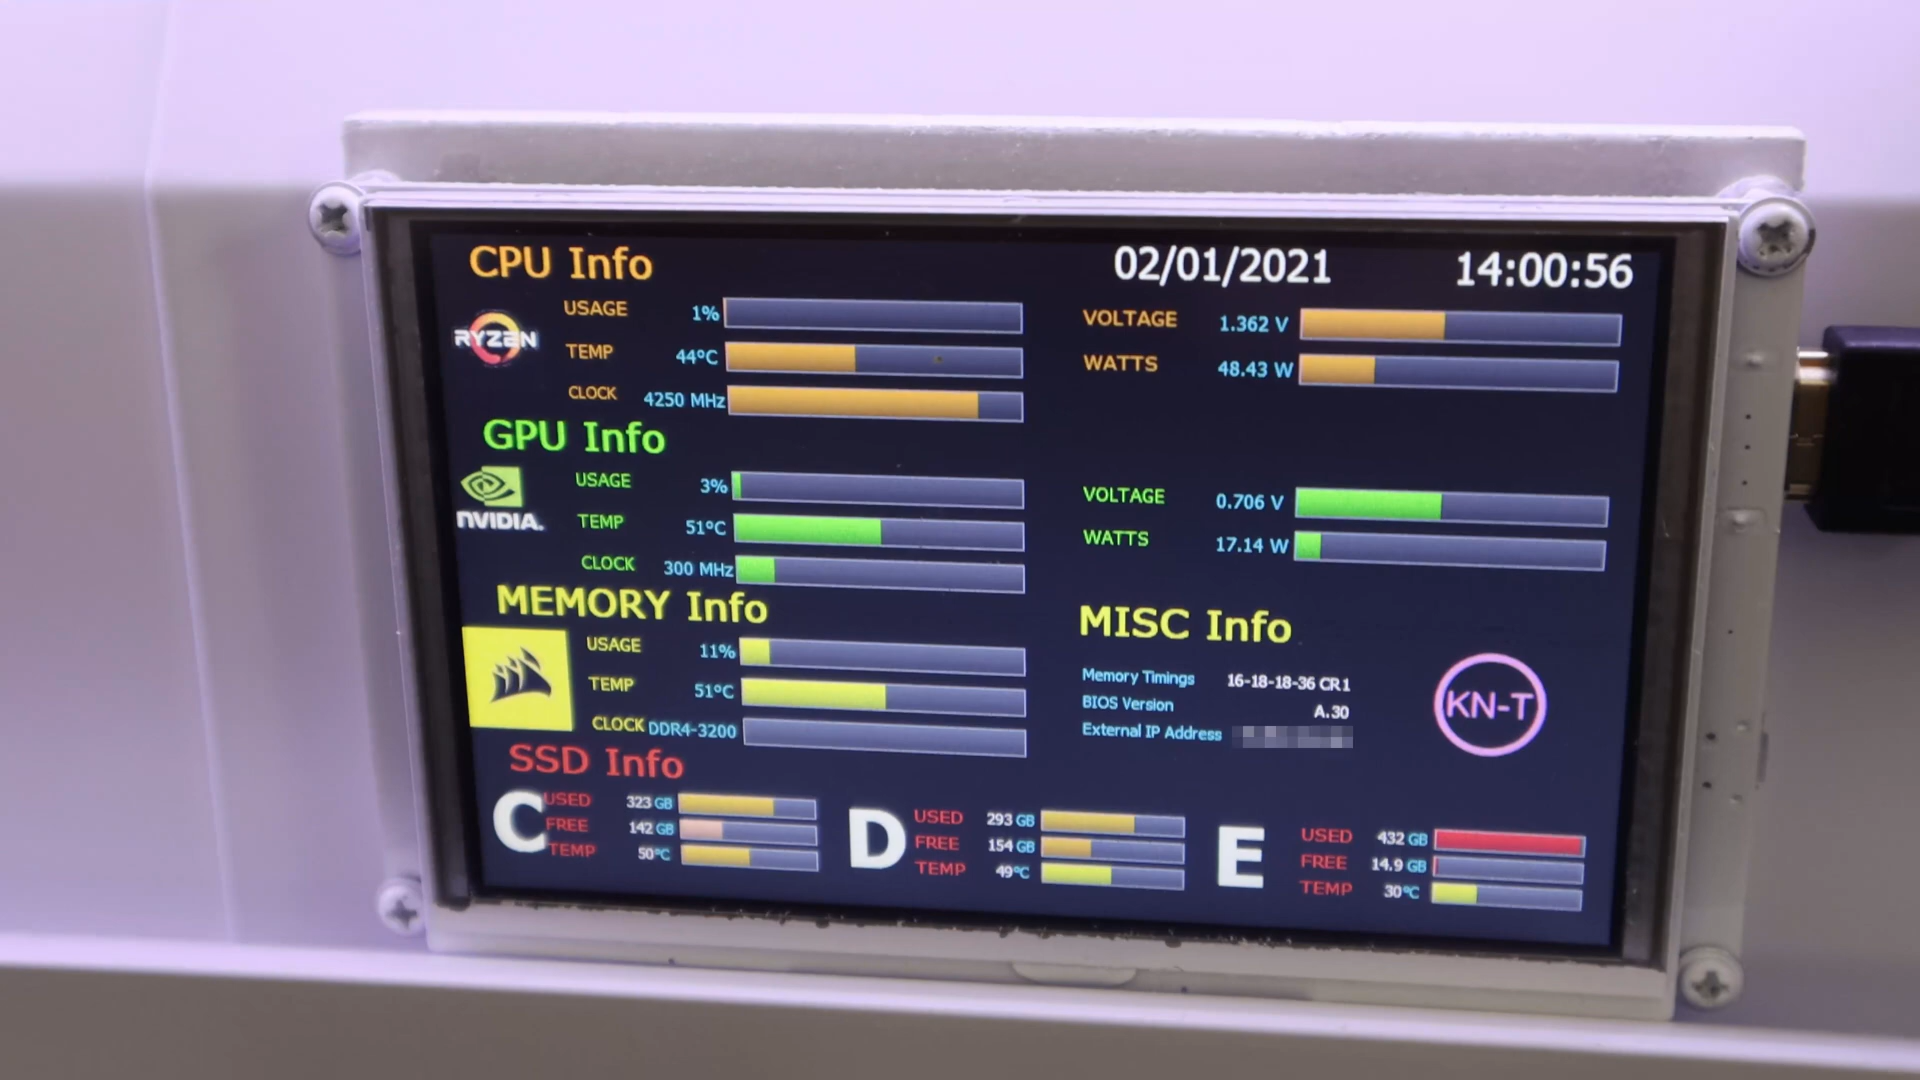 CPU Info
02/01/2021 14:00:56
RYZEN
USAGE 1%
TEMP 44°C
CLOCK 4250 MHz
VOLTAGE 1.362 V
WATTS 48.43 W
GPU Info
NVIDIA.
USAGE 3%
TEMP 51°C
CLOCK 300 MHz
VOLTAGE 0.706 V
WATTS 17.14 W
MEMORY Info
USAGE 11%
TEMP 51°C
CLOCK DDR4-3200
MISC Info
Memory Timings 16-18-18-36 CR1
BIOS Version A.30
External IP Address
KN-T
SSD Info
C
USED 323 GB
FREE 142 GB
TEMP 50°C
D
USED 293 GB
FREE 154 GB
TEMP 49°C
E
USED 432 GB
FREE 14.9 GB
TEMP 30°C